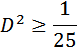 D² ≥ 1/25